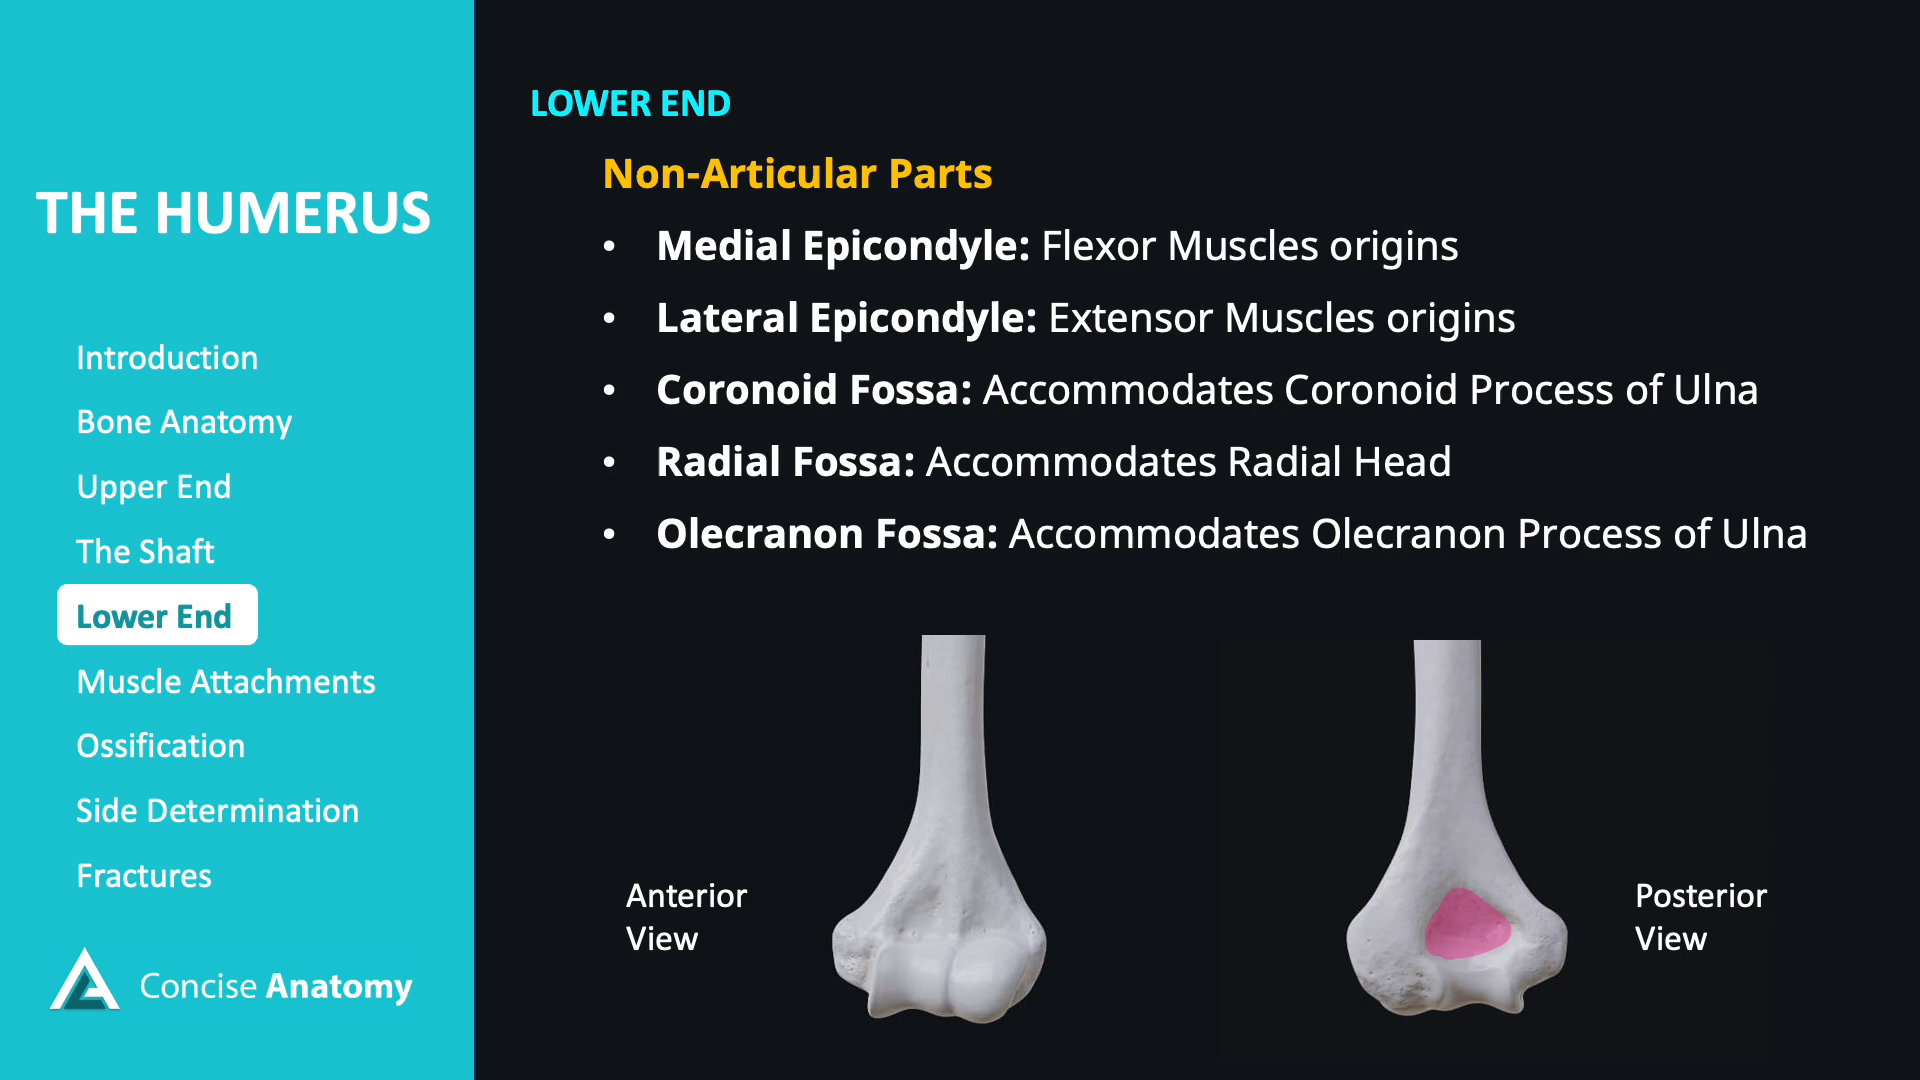 THE HUMERUS
Introduction
Bone Anatomy
Upper End
The Shaft
Lower End
Muscle Attachments
Ossification
Side Determination
Fractures
Concise Anatomy
LOWER END
Non-Articular Parts
• Medial Epicondyle: Flexor Muscles origins
• Lateral Epicondyle: Extensor Muscles origins
• Coronoid Fossa: Accommodates Coronoid Process of Ulna
• Radial Fossa: Accommodates Radial Head
• Olecranon Fossa: Accommodates Olecranon Process of Ulna
Anterior
View
Posterior
View